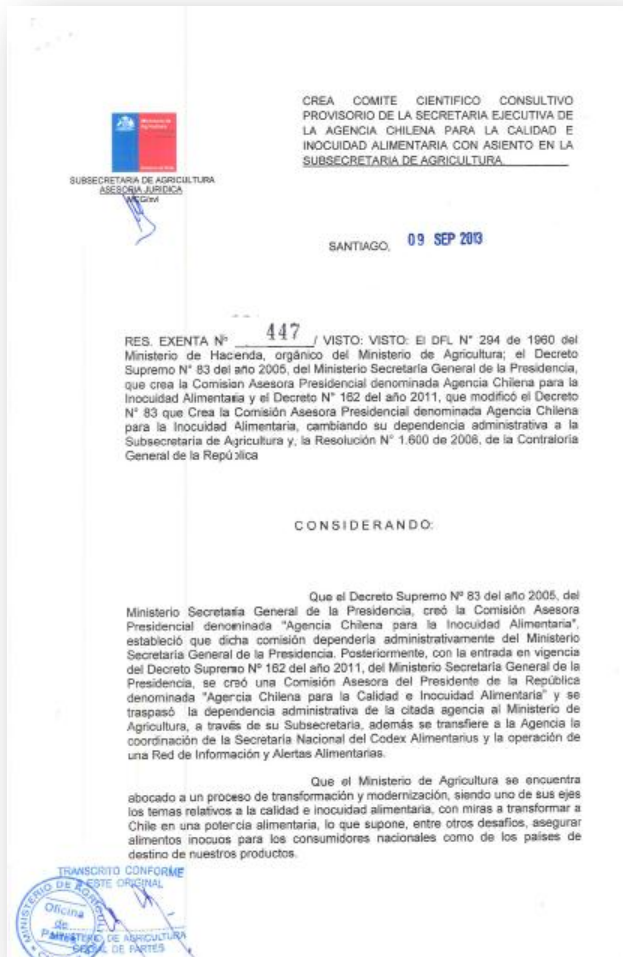 CREA COMITE CIENTIFICO CONSULTIVO
PROVISORIO DE LA SECRETARIA EJECUTIVA DE
LA AGENCIA CHILENA PARA LA CALIDAD E
INOCUIDAD ALIMENTARIA CON ASIENTO EN LA
SUBSECRETARIA DE AGRICULTURA.
Ministerio de
Agricultura
SUBSECRETARIA DE AGRICULTURA
ASESORIA JURIDICA
SANTIAGO, 09 SEP 2013
RES. EXENTA Nº 447 / VISTO: VISTO: El DFL N° 294 de 1960 del
Ministerio de Hacienda, orgánico del Ministerio de Agricultura; el Decreto
Supremo N° 83 del año 2005, del Ministerio Secretaría General de la Presidencia,
que crea la Comision Asesora Presidencial denominada Agencia Chilena para la
Inocuidad Alimentaria y el Decreto N° 162 del año 2011, que modificó el Decreto
N° 83 que Crea la Comisión Asesora Presidencial denominada Agencia Chilena
para la Inocuidad Alimentaria, cambiando su dependencia administrativa a la
Subsecretaria de Agricultura y, la Resolución N° 1.600 de 2008, de la Contraloría
General de la República
CONSIDERANDO:
Que el Decreto Supremo Nº 83 del año 2005, del
Ministerio Secretaría General de la Presidencia, creó la Comisión Asesora
Presidencial denominada "Agencia Chilena para la Inocuidad Alimentaria",
estableció que dicha comisión dependería administrativamente del Ministerio
Secretaría General de la Presidencia. Posteriormente, con la entrada en vigencia
del Decreto Supremo Nº 162 del año 2011, del Ministerio Secretaría General de la
Presidencia, se creó una Comisión Asesora del Presidente de la República
denominada "Agencia Chilena para la Calidad e Inocuidad Alimentaria" y se
traspasó la dependencia administrativa de la citada agencia al Ministerio de
Agricultura, a través de su Subsecretaria, además se transfiere a la Agencia la
coordinación de la Secretaría Nacional del Codex Alimentarius y la operación de
una Red de Información y Alertas Alimentarias.
Que el Ministerio de Agricultura se encuentra
abocado a un proceso de transformación y modernización, siendo uno de sus ejes
los temas relativos a la calidad e inocuidad alimentaria, con miras a transformar a
Chile en una potencia alimentaria, lo que supone, entre otros desafíos, asegurar
alimentos inocuos para los consumidores nacionales como de los países de
destino de nuestros productos.
TRANSCRITO CONFORME
ESTE ORIGINAL
MINISTERIO DE AGRICULTURA
Oficina
de
Partes
DE AGRICULTURA
DE PARTES